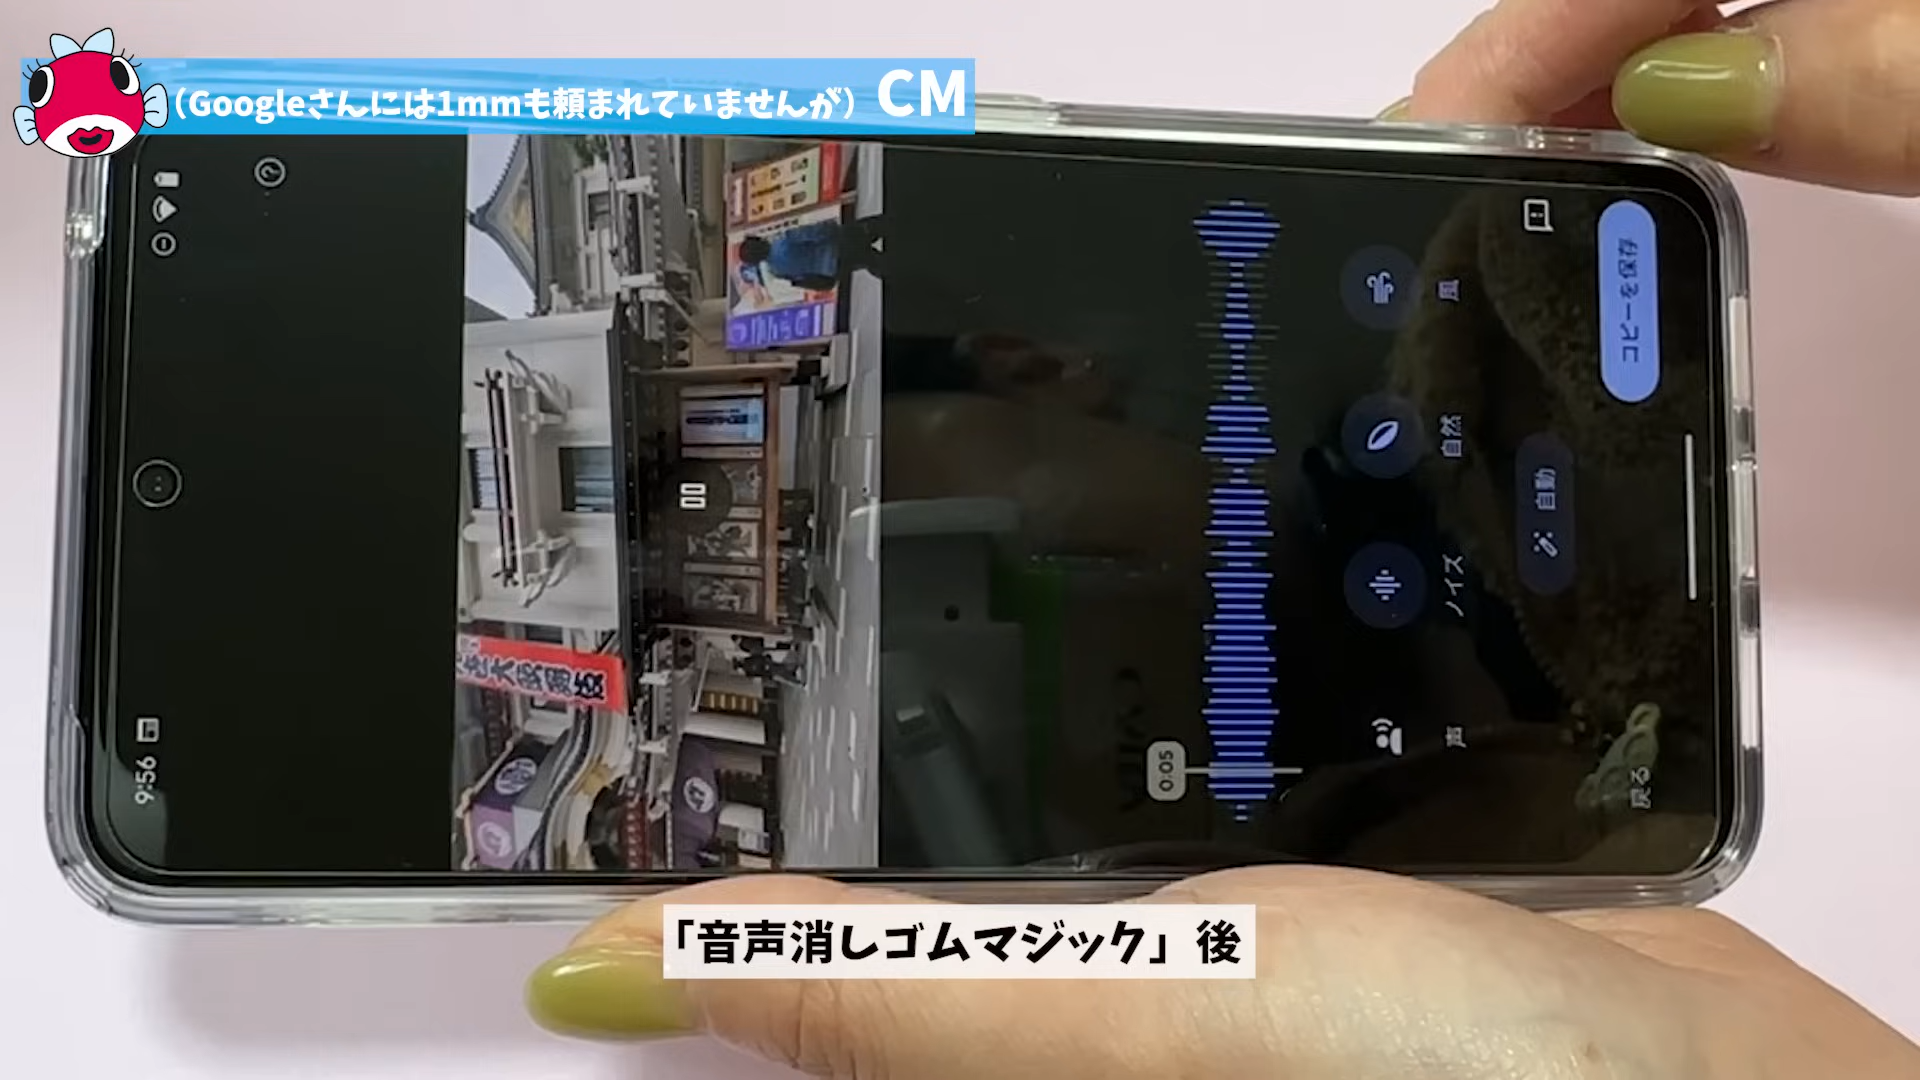 （Googleさんには1mmも頼まれていませんが）CM
9:56
0:05
声
ノイズ
自然
風
自動
戻る
コピーを保存
「音声消しゴムマジック」後